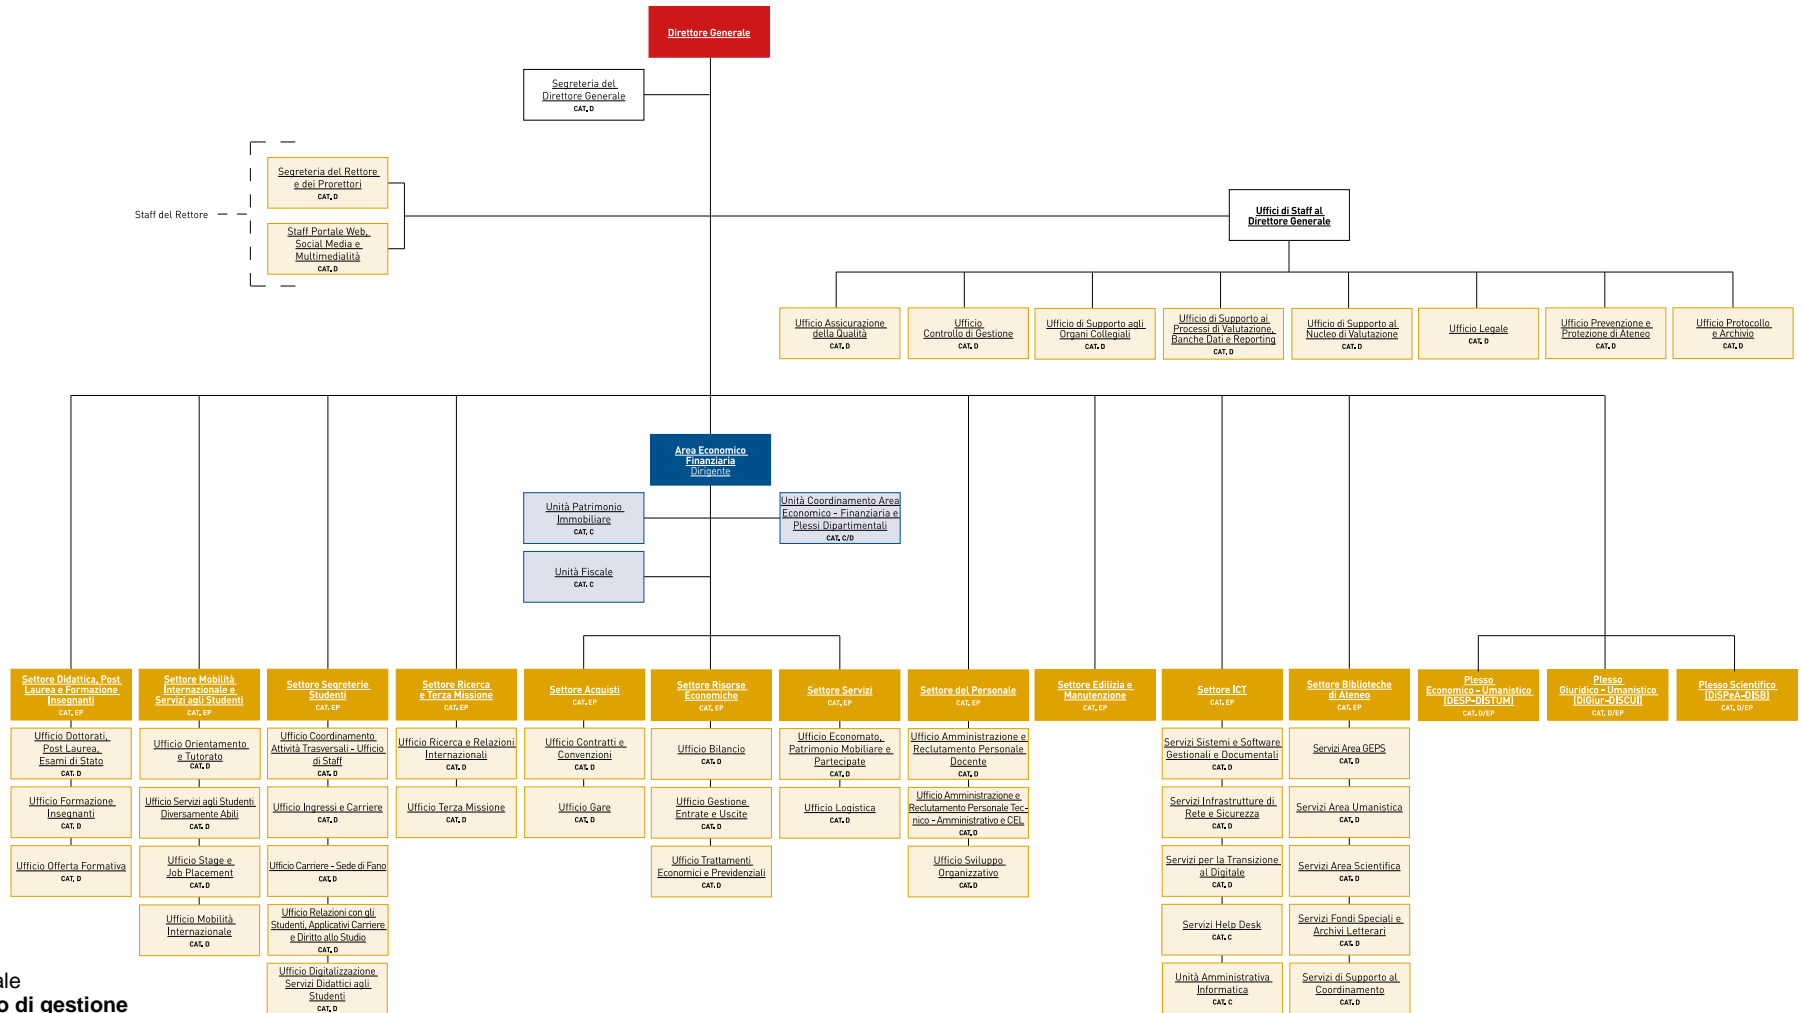 Direttore Generale
Segreteria del
Direttore Generale
CAT. D
Segreteria del Rettore
e dei Prorettori
CAT. D
Staff del Rettore
Staff Portale Web,
Social Media e
Multimedialità
CAT. D
Uffici di Staff al
Direttore Generale
Ufficio Assicurazione
della Qualità
CAT. D
Ufficio
Controllo di Gestione
CAT. D
Ufficio di Supporto agli
Organi Collegiali
CAT. D
Ufficio di Supporto ai
Processi di Valutazione,
Banche Dati e Reporting
CAT. D
Ufficio di Supporto al
Nucleo di Valutazione
CAT. D
Ufficio Legale
CAT. D
Ufficio Prevenzione e
Protezione di Ateneo
CAT. D
Ufficio Protocollo
e Archivio
CAT. D
Area Economico
Finanziaria
Dirigente
Unità Patrimonio
Immobiliare
CAT. C
Unità Coordinamento Area
Economico - Finanziaria e
Plessi Dipartimentali
CAT. C/D
Unità Fiscale
CAT. C
Settore Didattica, Post
Laurea e Formazione
Insegnanti
CAT. EP
Ufficio Dottorati,
Post Laurea,
Esami di Stato
CAT. D
Ufficio Formazione
Insegnanti
CAT. D
Ufficio Offerta Formativa
CAT. D
Settore Mobilità
Internazionale e
Servizi agli Studenti
CAT. EP
Ufficio Orientamento
e Tutorato
CAT. D
Ufficio Servizi agli Studenti
Diversamente Abili
CAT. D
Ufficio Stage e
Job Placement
CAT. D
Ufficio Mobilità
Internazionale
CAT. D
Settore Segreterie
Studenti
CAT. EP
Ufficio Coordinamento
Attività Trasversali - Ufficio
di Staff
CAT. D
Ufficio Ingressi e Carriere
CAT. D
Ufficio Carriere - Sede di Fano
CAT. D
Ufficio Relazioni con gli
Studenti, Applicativi Carriere
e Diritto allo Studio
CAT. D
Ufficio Digitalizzazione
Servizi Didattici agli
Studenti
CAT. D
Settore Ricerca
e Terza Missione
CAT. EP
Ufficio Ricerca e Relazioni
Internazionali
CAT. D
Ufficio Terza Missione
CAT. D
Settore Acquisti
CAT. EP
Ufficio Contratti e
Convenzioni
CAT. D
Ufficio Gare
CAT. D
Settore Risorse
Economiche
CAT. EP
Ufficio Bilancio
CAT. D
Ufficio Gestione
Entrate e Uscite
CAT. D
Ufficio Trattamenti
Economici e Previdenziali
CAT. D
Settore Servizi
CAT. EP
Ufficio Economato,
Patrimonio Mobiliare e
Partecipate
CAT. D
Ufficio Logistica
CAT. D
Settore del Personale
CAT. EP
Ufficio Amministrazione e
Reclutamento Personale
Docente
CAT. D
Ufficio Amministrazione e
Reclutamento Personale Tec-
nico - Amministrativo e CEL
CAT. D
Ufficio Sviluppo
Organizzativo
CAT. D
Settore Edilizia e
Manutenzione
CAT. EP
Settore ICT
CAT. EP
Servizi Sistemi e Software
Gestionali e Documentali
CAT. D
Servizi Infrastrutture di
Rete e Sicurezza
CAT. D
Servizi per la Transizione
al Digitale
CAT. D
Servizi Help Desk
CAT. C
Unità Amministrativa
Informatica
CAT. C
Settore Biblioteche
di Ateneo
CAT. EP
Servizi Area GEPS
CAT. D
Servizi Area Umanistica
CAT. D
Servizi Area Scientifica
CAT. D
Servizi Fondi Speciali e
Archivi Letterari
CAT. D
Servizi di Supporto al
Coordinamento
CAT. D
Plesso
Economico - Umanistico
(DESP-DISTUM)
CAT. D/EP
Plesso
Giuridico - Umanistico
(DiGiur-DISCUI)
CAT. D/EP
Plesso Scientifico
(DiSPeA-DISB)
CAT. D/EP
ale
o di gestione